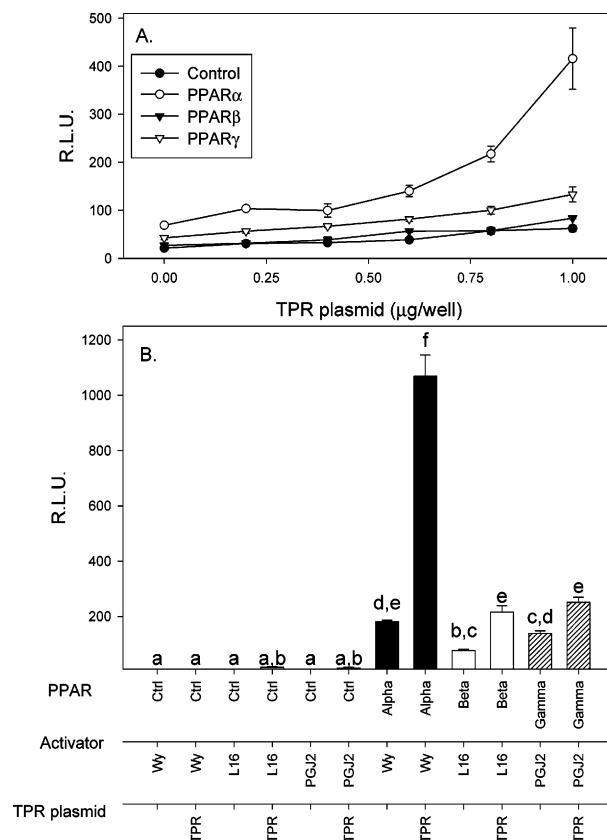 A.
Control
PPARα
PPARβ
PPARγ
R.L.U.
500
400
300
200
100
0
0.00 0.25 0.50 0.75 1.00
TPR plasmid (μg/well)
B.
R.L.U.
1200
1000
800
600
400
200
a a a a,b a a,b d,e f b,c e c,d e
PPAR Ctrl Ctrl Ctrl Ctrl Ctrl Ctrl Alpha Alpha Beta Beta Gamma Gamma
Activator Wy Wy L16 L16 PGJ2 PGJ2 Wy Wy L16 L16 PGJ2 PGJ2
TPR plasmid TPR TPR TPR TPR TPR TPR